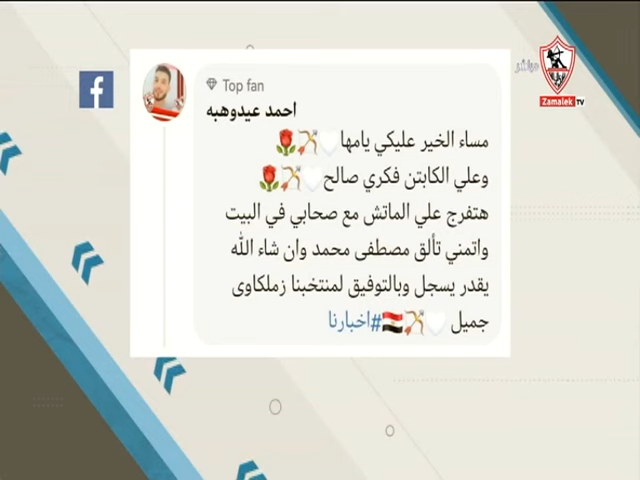 مباشر
Zamalek TV
Top fan
احمد عيدوهبه
مساء الخير عليكي يامها🤍🏹🌹
وعلي الكابتن فكري صالح🤍🏹🌹
هتفرج علي الماتش مع صحابي في البيت
واتمني تألق مصطفى محمد وان شاء الله
يقدر يسجل وبالتوفيق لمنتخبنا زملكاوى
جميل 🤍🏹🇪🇬#اخبارنا